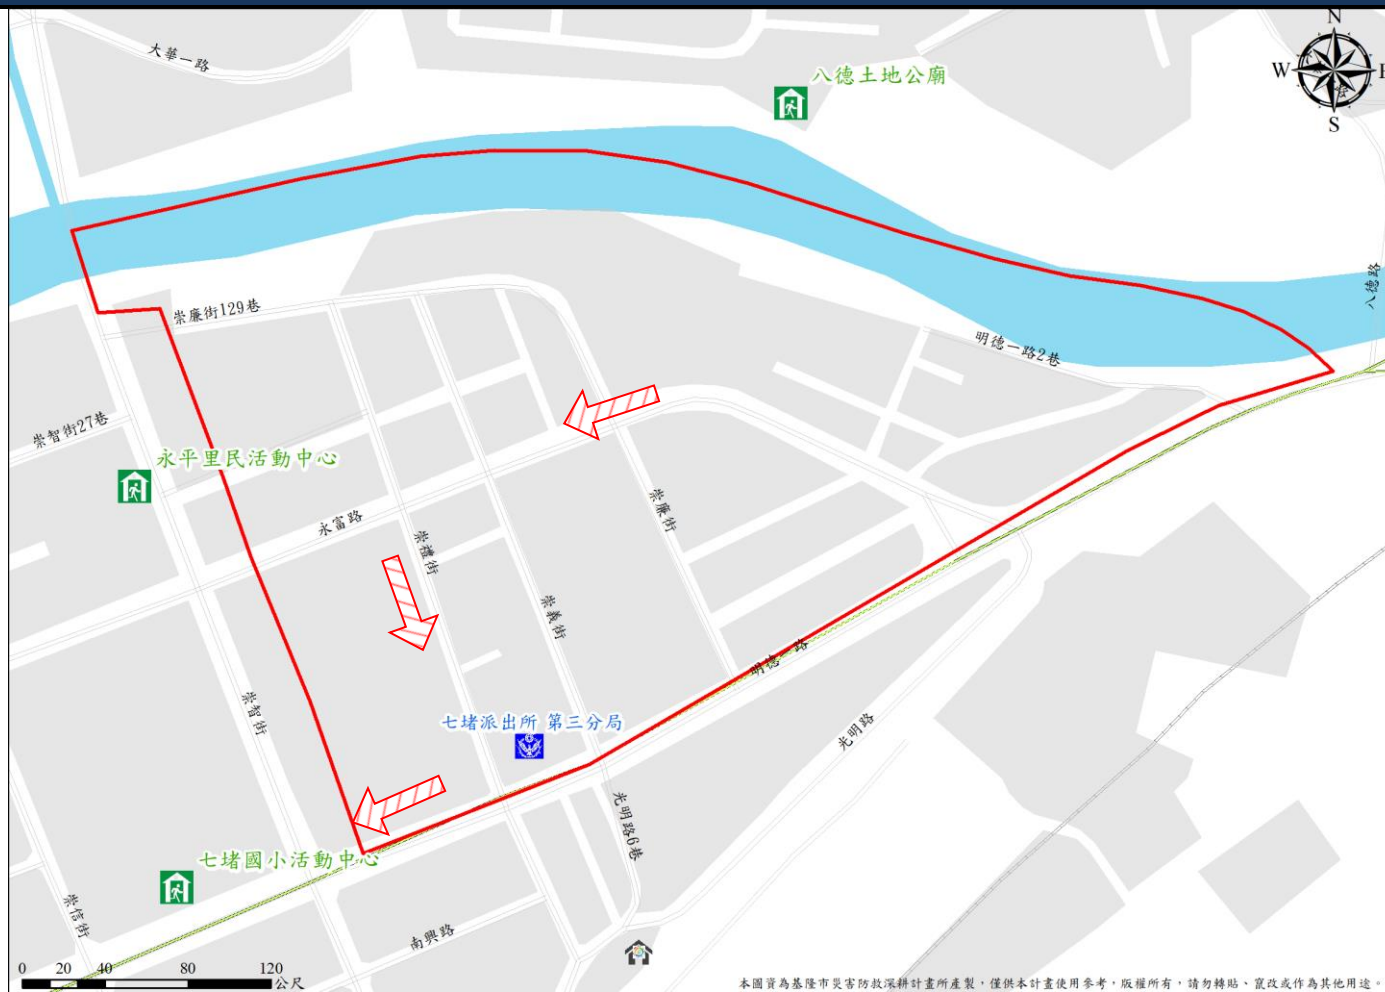 N
大華一路
八德土地公廟
W
E
S
八德路
崇廉街129巷
明德一路2巷
崇智街27巷
永平里民活動中心
永富路
崇廉街
崇禮街
崇義街
明德一路
崇智街
七堵派出所 第三分局
光明路
光明路6巷
七堵國小活動中心
崇信街
南興路
0 20 40 80 120
公尺
本圖資為基隆市災害防救深耕計畫所產製，僅供本計畫使用參考，版權所有，請勿轉貼、竄改或作為其他用途。